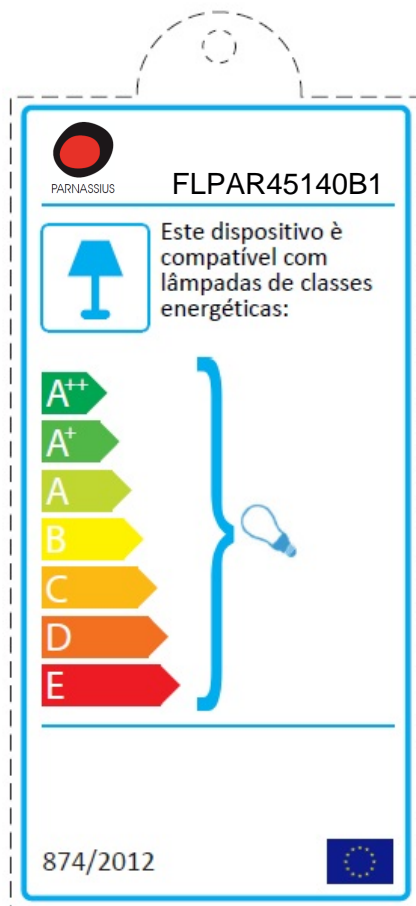 PARNASSIUS
FLPAR45140B1
Este dispositivo è
compatível com
lâmpadas de classes
energéticas:
A++
A+
A
B
C
D
E
874/2012